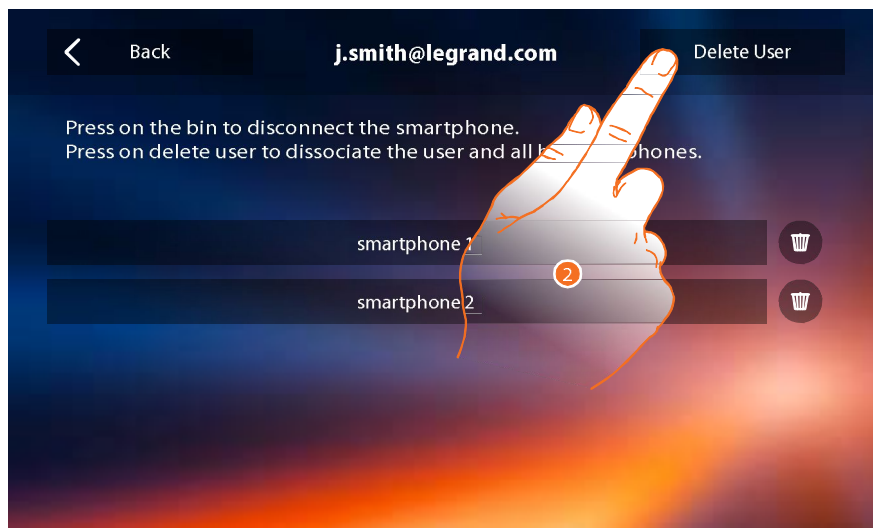 Back
j.smith@legrand.com
Delete User
Press on the bin to disconnect the smartphone.
Press on delete user to dissociate the user and all phones.
smartphone 1
smartphone 2
2